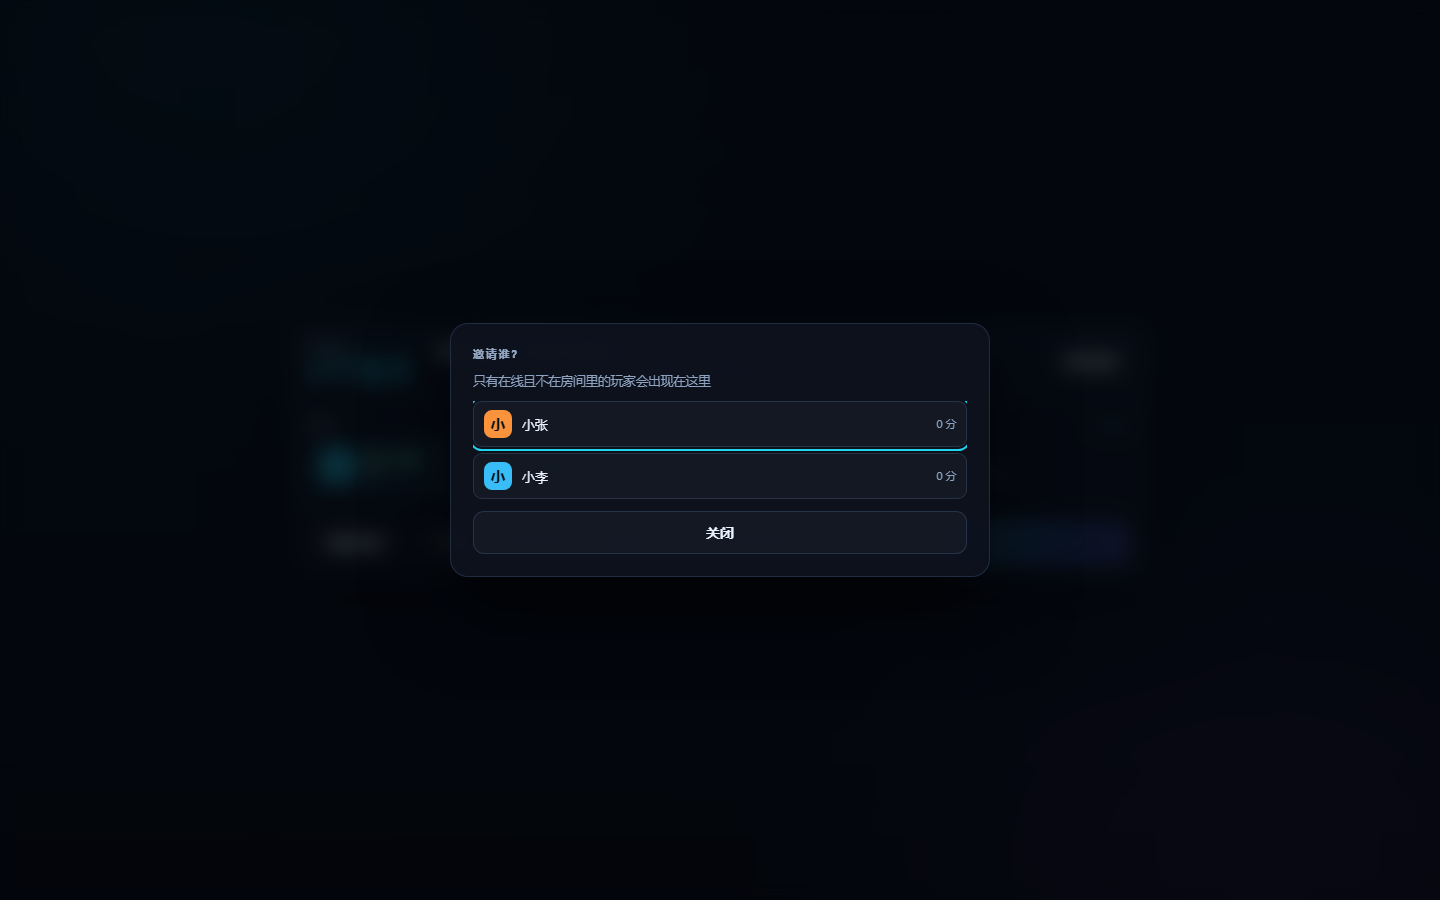 邀请谁？
只有在线且不在房间里的玩家会出现在这里
小 小张 0 分
小 小李 0 分
关闭